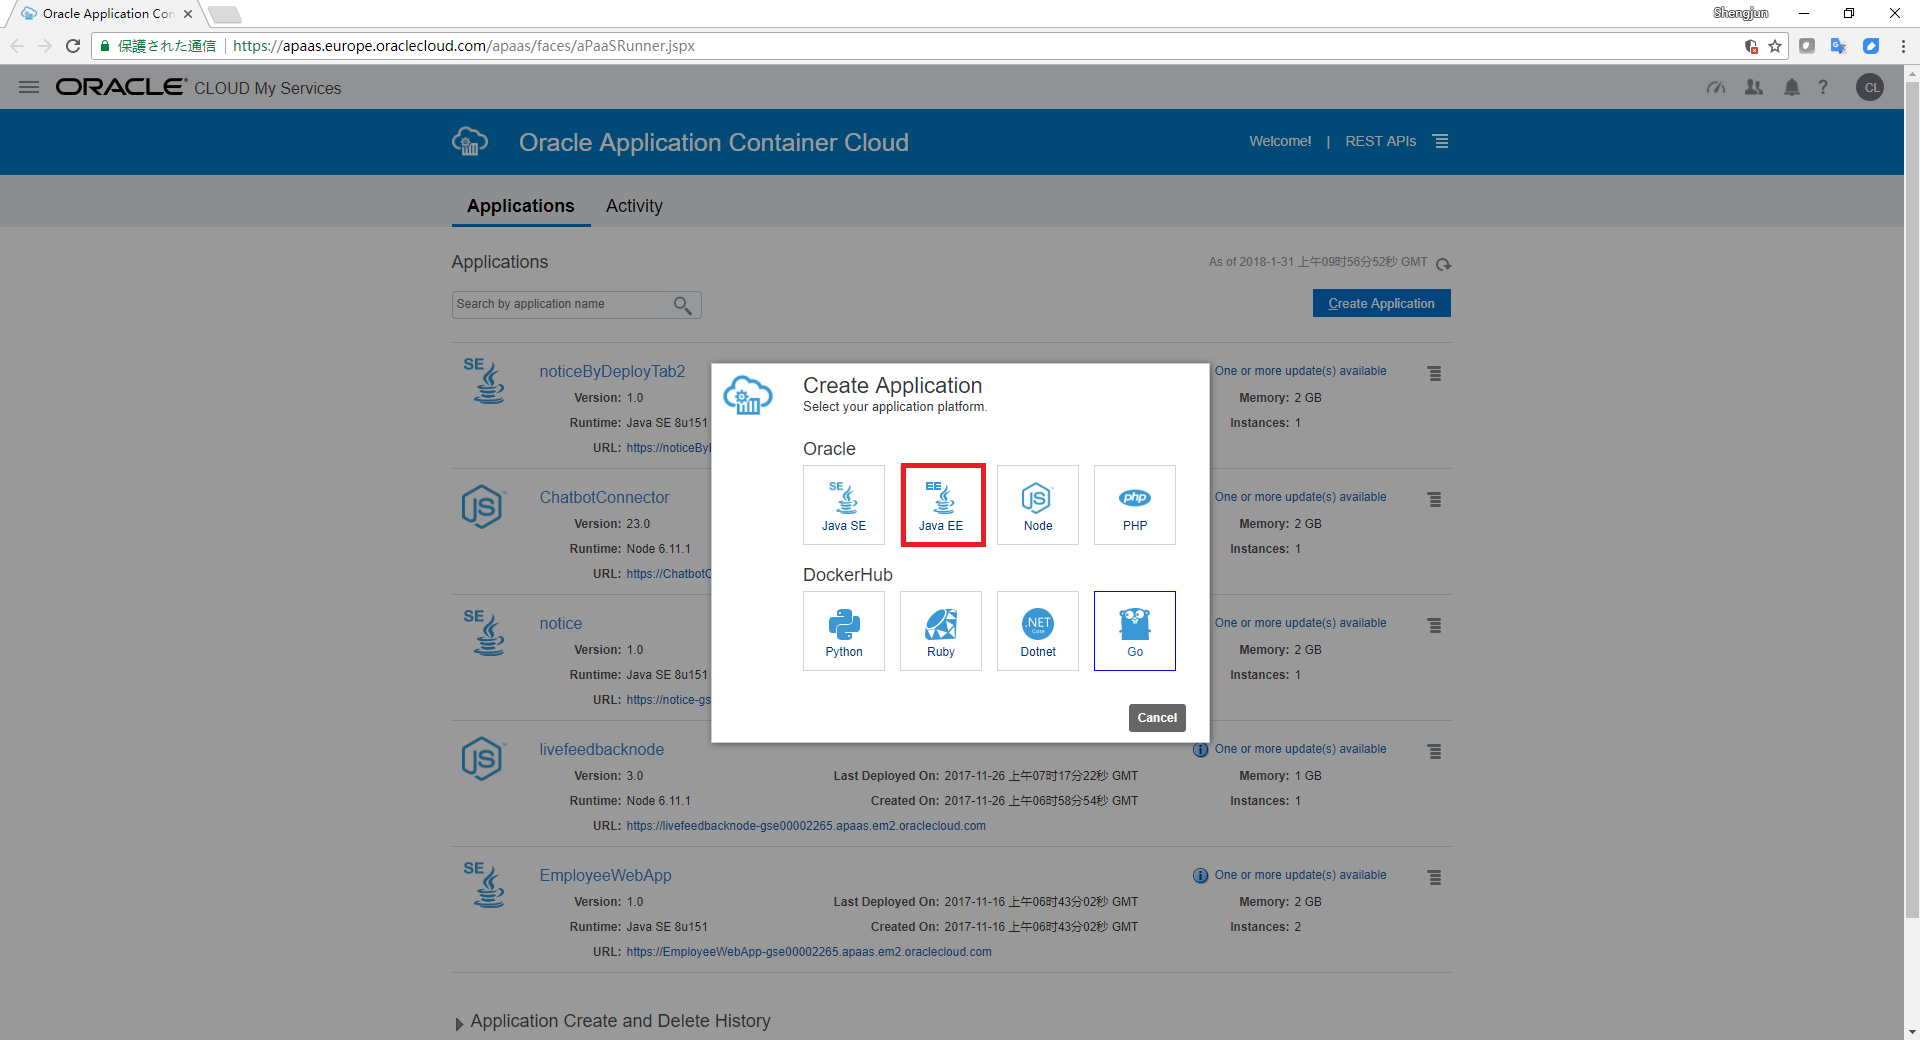 Oracle Application Con
Shengjun
保護された通信 https://apaas.europe.oraclecloud.com/apaas/faces/aPaaSRunner.jspx
ORACLE CLOUD My Services
? CL
Oracle Application Container Cloud
Welcome! | REST APIs
Applications Activity
Applications
As of 2018-1-31 上午09时56分52秒 GMT
Search by application name
Create Application
SE noticeByDeployTab2 One or more update(s) available
Version: 1.0 Memory: 2 GB
Runtime: Java SE 8u151 Instances: 1
URL: https://noticeByI
JS ChatbotConnector One or more update(s) available
Version: 23.0 Memory: 2 GB
Runtime: Node 6.11.1 Instances: 1
URL: https://ChatbotC
SE notice One or more update(s) available
Version: 1.0 Memory: 2 GB
Runtime: Java SE 8u151 Instances: 1
URL: https://notice-gs
Create Application
Select your application platform.
Oracle
SE EE JS php
Java SE Java EE Node PHP
DockerHub
.NET Core
Python Ruby Dotnet Go
Cancel
JS livefeedbacknode i One or more update(s) available
Version: 3.0 Last Deployed On: 2017-11-26 上午07时17分22秒 GMT Memory: 1 GB
Runtime: Node 6.11.1 Created On: 2017-11-26 上午06时58分54秒 GMT Instances: 1
URL: https://livefeedbacknode-gse00002265.apaas.em2.oraclecloud.com
SE EmployeeWebApp i One or more update(s) available
Version: 1.0 Last Deployed On: 2017-11-16 上午06时43分02秒 GMT Memory: 2 GB
Runtime: Java SE 8u151 Created On: 2017-11-16 上午06时43分02秒 GMT Instances: 2
URL: https://EmployeeWebApp-gse00002265.apaas.em2.oraclecloud.com
Application Create and Delete History